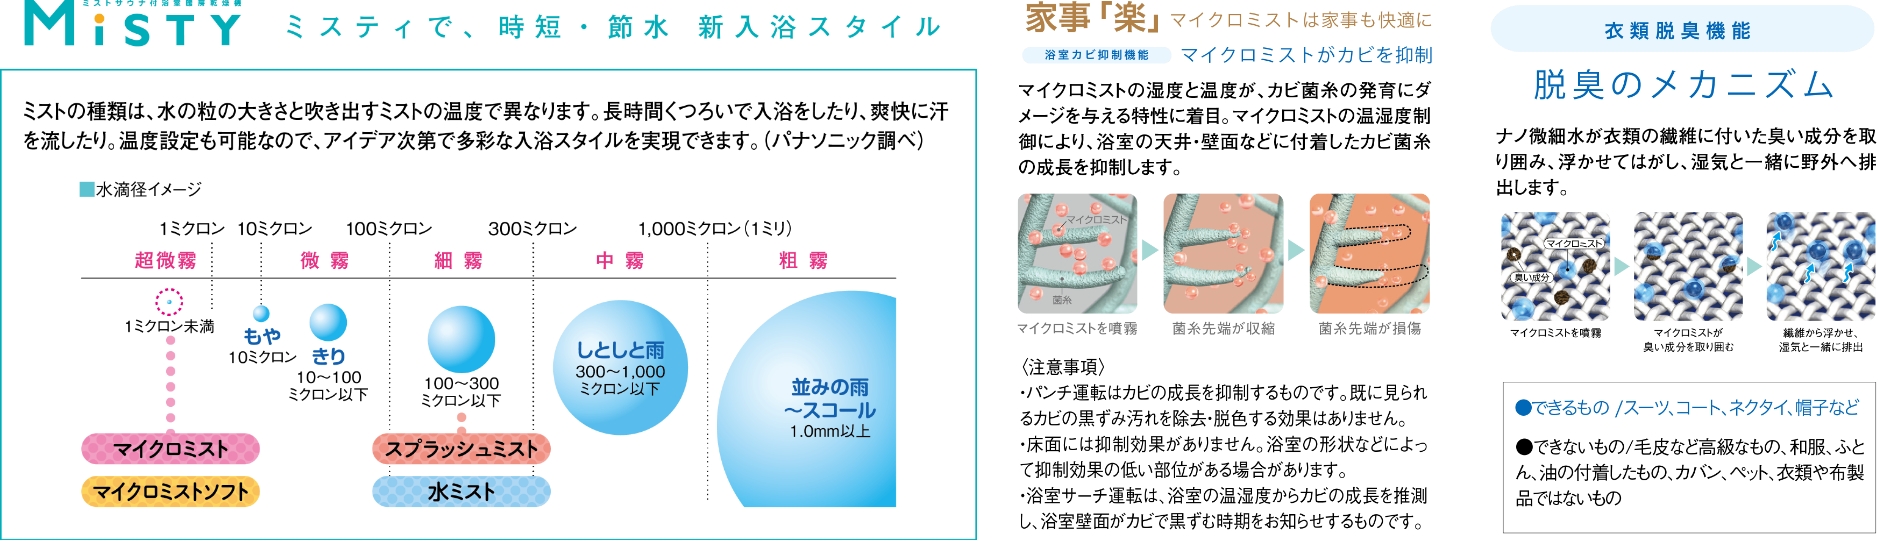 ミストサウナ付浴室暖房乾燥機
MiSTY
ミスティで、時短・節水 新入浴スタイル
ミストの種類は、水の粒の大きさと吹き出すミストの温度で異なります。長時間くつろいで入浴をしたり、爽快に汗
を流したり。温度設定も可能なので、アイデア次第で多彩な入浴スタイルを実現できます。（パナソニック調べ）
■水滴径イメージ
1ミクロン 10ミクロン 100ミクロン 300ミクロン 1,000ミクロン（1ミリ）
超微霧 微霧 細霧 中霧 粗霧
1ミクロン未満
もや
10ミクロン
きり
10〜100
ミクロン以下
100〜300
ミクロン以下
しとしと雨
300〜1,000
ミクロン以下
並みの雨
〜スコール
1.0mm以上
マイクロミスト
スプラッシュミスト
マイクロミストソフト
水ミスト
家事「楽」マイクロミストは家事も快適に
浴室カビ抑制機能 マイクロミストがカビを抑制
マイクロミストの湿度と温度が、カビ菌糸の発育にダ
メージを与える特性に着目。マイクロミストの温湿度制
御により、浴室の天井・壁面などに付着したカビ菌糸
の成長を抑制します。
マイクロミスト
菌糸
マイクロミストを噴霧
菌糸先端が収縮
菌糸先端が損傷
〈注意事項〉
・パンチ運転はカビの成長を抑制するものです。既に見られ
るカビの黒ずみ汚れを除去・脱色する効果はありません。
・床面には抑制効果がありません。浴室の形状などによっ
て抑制効果の低い部位がある場合があります。
・浴室サーチ運転は、浴室の温湿度からカビの成長を推測
し、浴室壁面がカビで黒ずむ時期をお知らせするものです。
衣類脱臭機能
脱臭のメカニズム
ナノ微細水が衣類の繊維に付いた臭い成分を取
り囲み、浮かせてはがし、湿気と一緒に野外へ排
出します。
マイクロミスト
臭い成分
マイクロミストを噴霧
マイクロミストが
臭い成分を取り囲む
繊維から浮かせ、
湿気と一緒に排出
●できるもの /スーツ、コート、ネクタイ、帽子など
●できないもの/毛皮など高級なもの、和服、ふと
ん、油の付着したもの、カバン、ペット、衣類や布製
品ではないもの